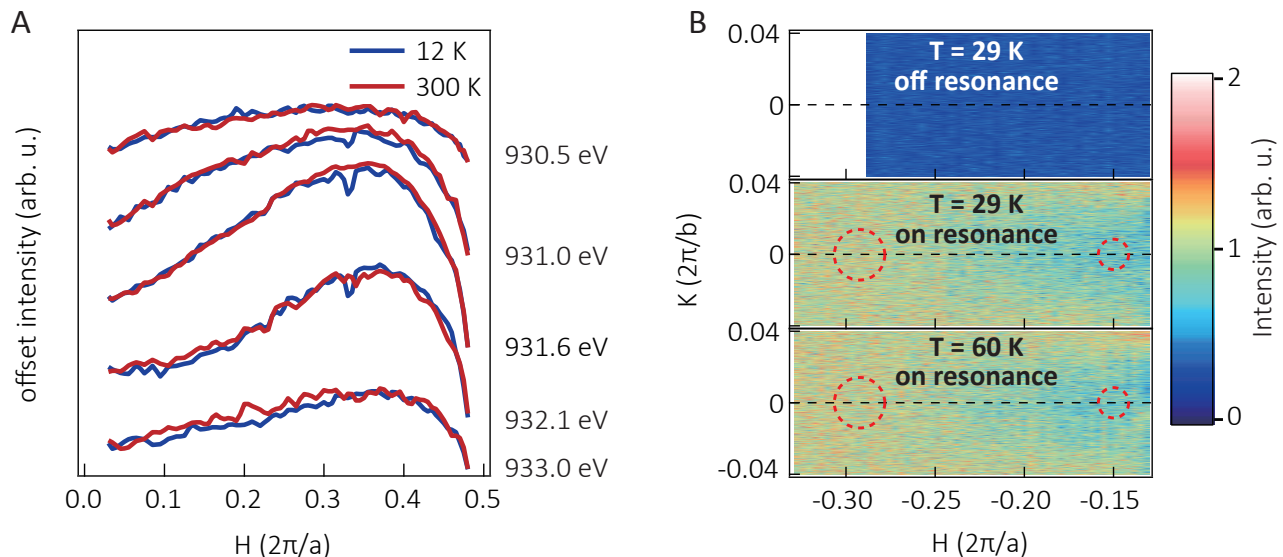 A
12 K
300 K
930.5 eV
931.0 eV
931.6 eV
932.1 eV
933.0 eV
offset intensity (arb. u.)
0.0 0.1 0.2 0.3 0.4 0.5
H (2π/a)
B
0.04
0
0.04
0
0.04
0
-0.04
K (2π/b)
T = 29 K
off resonance
T = 29 K
on resonance
T = 60 K
on resonance
-0.30 -0.25 -0.20 -0.15
H (2π/a)
2
1
0
Intensity (arb. u.)